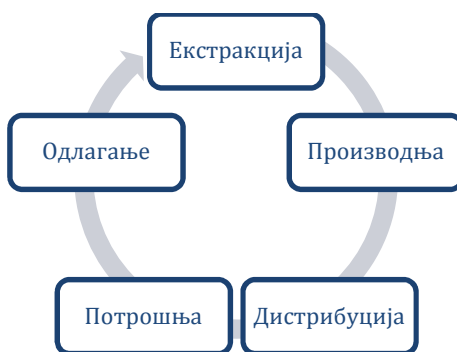 Екстракција
Производња
Дистрибуција
Потрошња
Одлагање